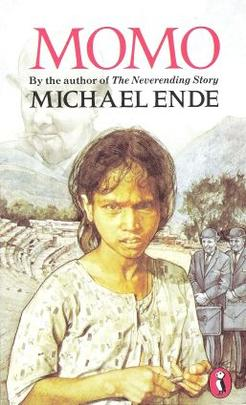 MOMO
By the author of The Neverending Story
MICHAEL ENDE